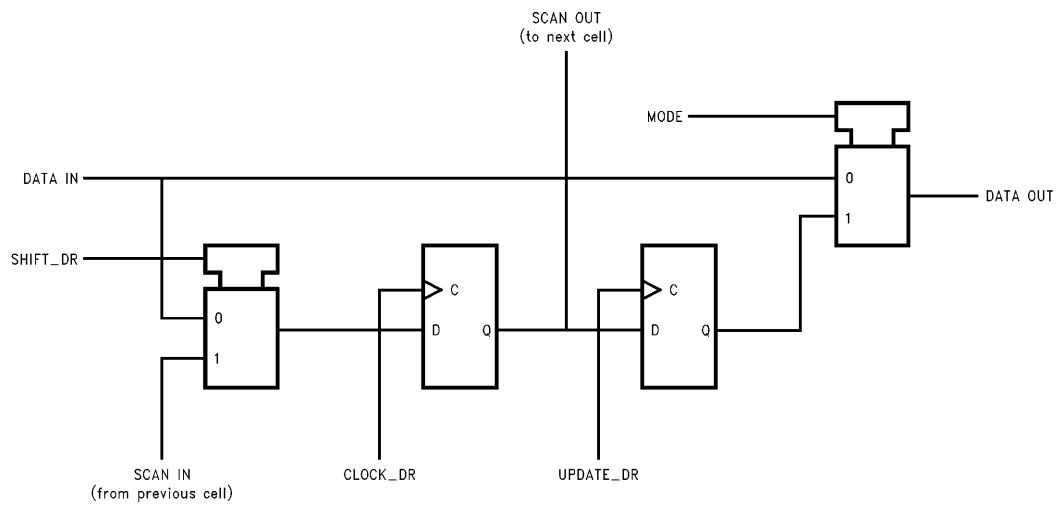 SCAN OUT
(to next cell)
MODE
DATA IN
0
DATA OUT
1
SHIFT_DR
C
C
0
D
Q
D
Q
1
SCAN IN
(from previous cell)
CLOCK_DR
UPDATE_DR